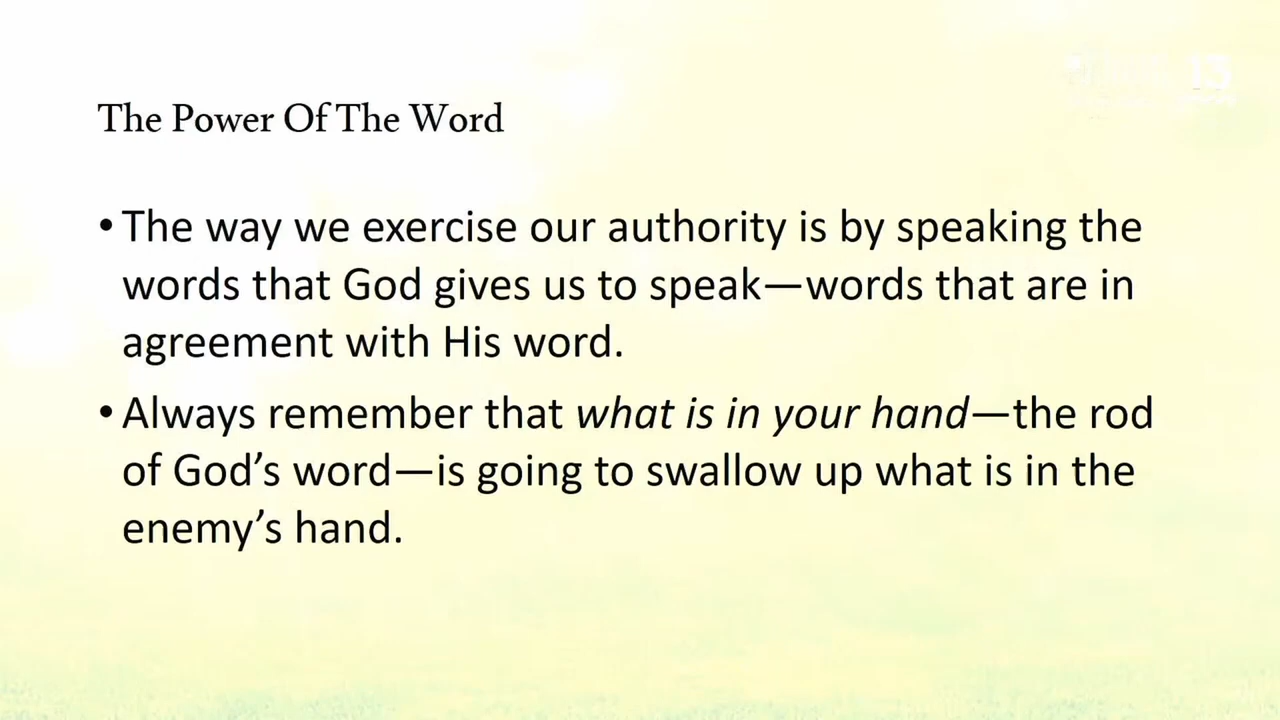 The Power Of The Word
• The way we exercise our authority is by speaking the
words that God gives us to speak—words that are in
agreement with His word.
• Always remember that what is in your hand—the rod
of God’s word—is going to swallow up what is in the
enemy’s hand.
13